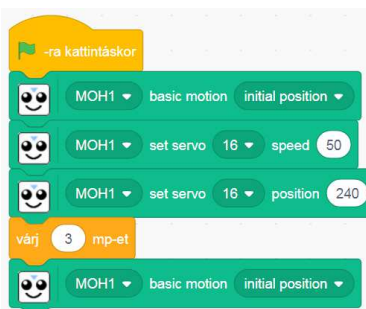 -ra kattintáskor
MOH1 basic motion initial position
MOH1 set servo 16 speed 50
MOH1 set servo 16 position 240
várj 3 mp-et
MOH1 basic motion initial position